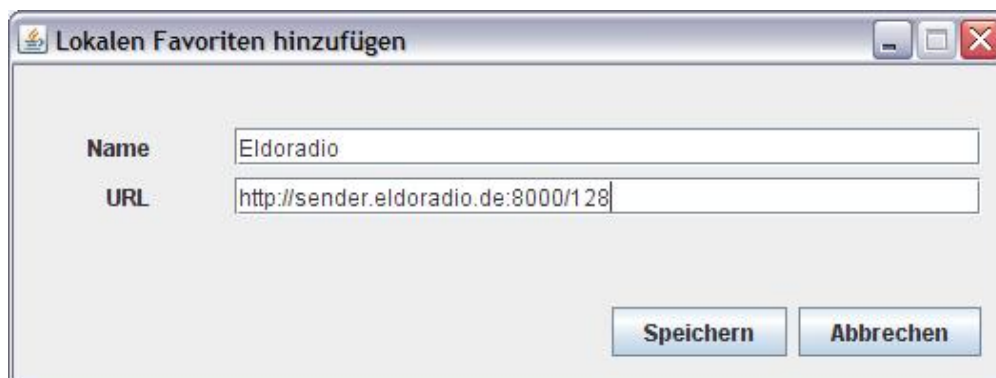 Lokalen Favoriten hinzufügen
Name Eldoradio
URL http://sender.eldoradio.de:8000/128
Speichern Abbrechen